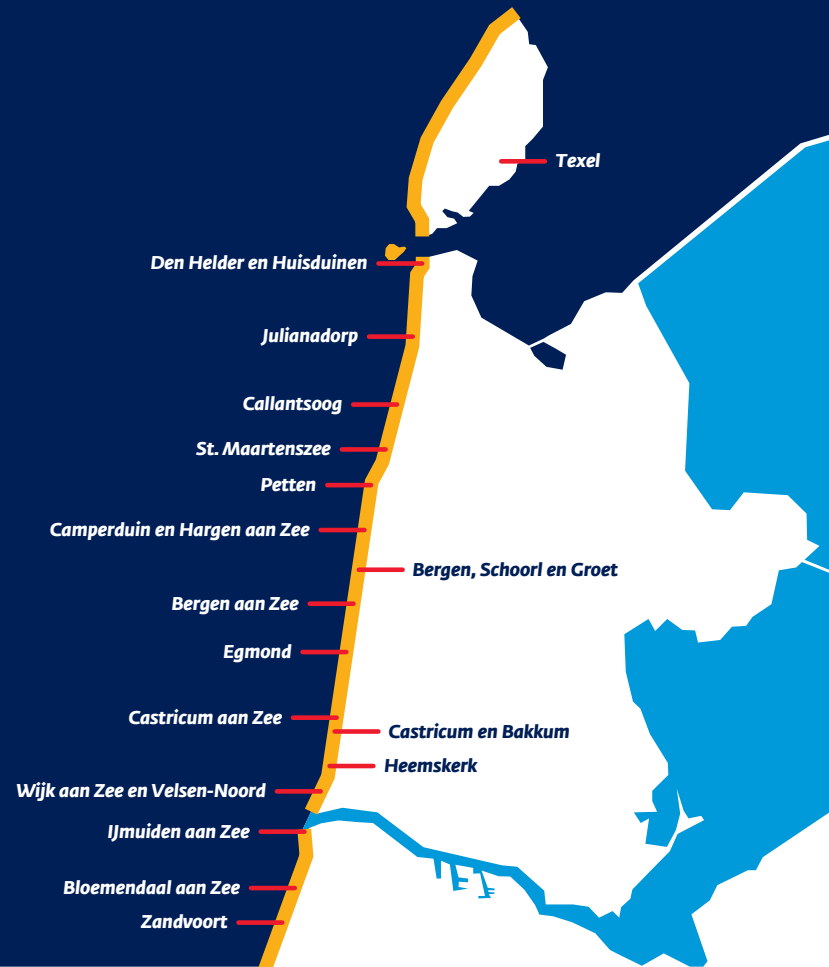 Texel
Den Helder en Huisduinen
Julianadorp
Callantsoog
St. Maartenszee
Petten
Camperduin en Hargen aan Zee
Bergen, Schoorl en Groet
Bergen aan Zee
Egmond
Castricum aan Zee
Castricum en Bakkum
Heemskerk
Wijk aan Zee en Velsen-Noord
IJmuiden aan Zee
Bloemendaal aan Zee
Zandvoort